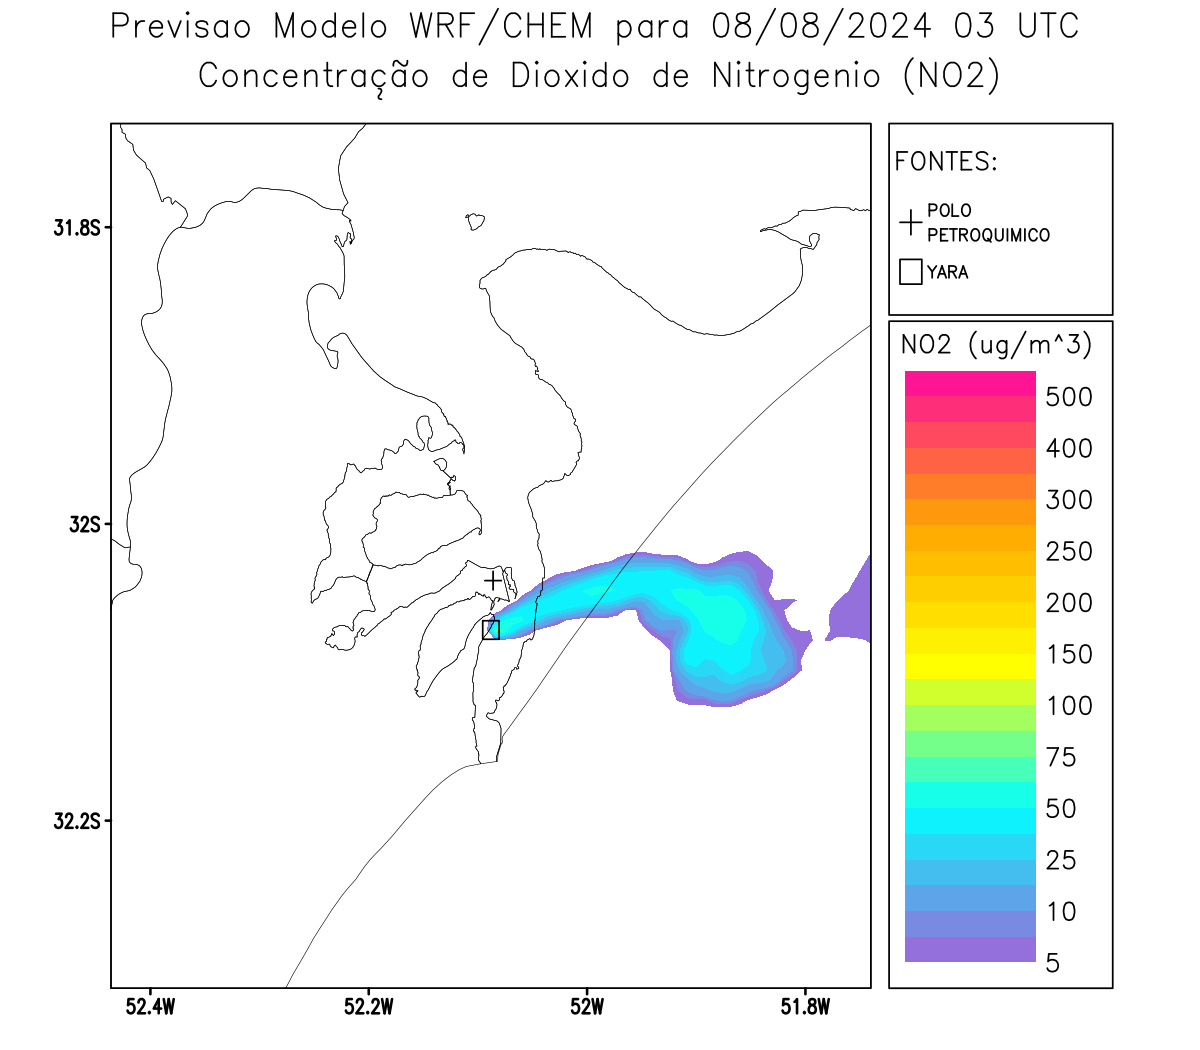 Previsao Modelo WRF/CHEM para 08/08/2024 03 UTC
Concentração de Dioxido de Nitrogenio (NO2)
FONTES:
POLO
PETROQUIMICO
YARA
NO2 (ug/m^3)
500
400
300
250
200
150
100
75
50
25
10
5
31.8S
32S
32.2S
52.4W
52.2W
52W
51.8W